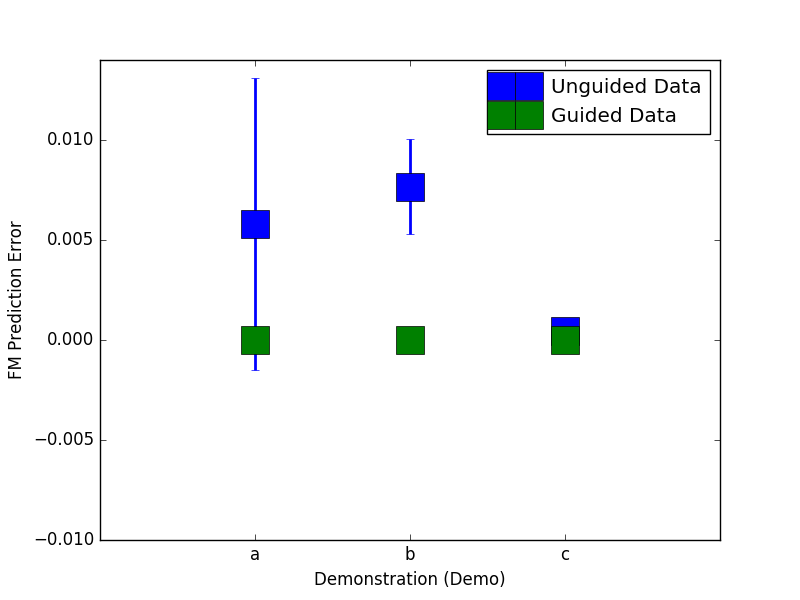 Unguided Data
Guided Data
0.010
0.005
0.000
−0.005
−0.010
FM Prediction Error
a b c
Demonstration (Demo)